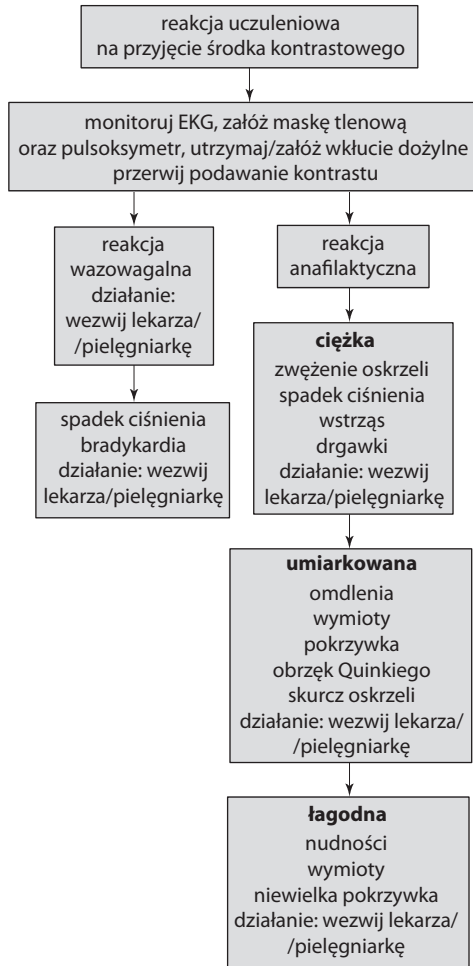 reakcja uczuleniowa
na przyjęcie środka kontrastowego
monitoruj EKG, załóż maskę tlenową
oraz pulsoksymetr, utrzymaj/załóż wkłucie dożylne
przerwij podawanie kontrastu
reakcja
wazowagalna
działanie:
wezwij lekarza/
/pielęgniarkę
spadek ciśnienia
bradykardia
działanie: wezwij
lekarza/pielęgniarkę
reakcja
anafilaktyczna
ciężka
zwężenie oskrzeli
spadek ciśnienia
wstrząs
drgawki
działanie: wezwij
lekarza/pielęgniarkę
umiarkowana
omdlenia
wymioty
pokrzywka
obrzęk Quinkiego
skurcz oskrzeli
działanie: wezwij lekarza/
/pielęgniarkę
łagodna
nudności
wymioty
niewielka pokrzywka
działanie: wezwij lekarza/
/pielęgniarkę